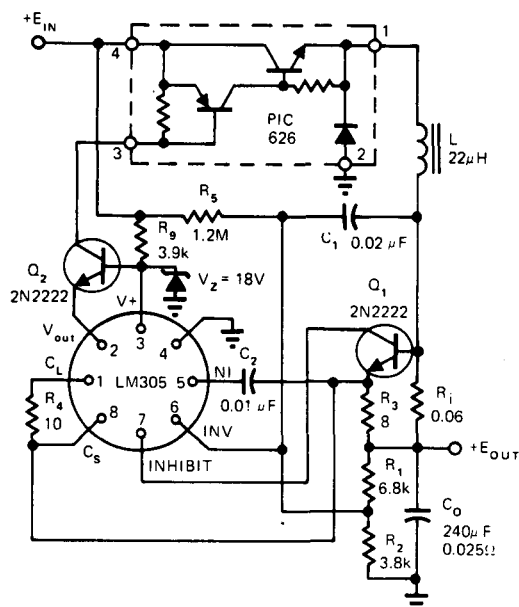 +E_IN
4
1
PIC
626
3
2
L
22μH
R5
1.2M
R9
3.9k
C1 0.02 μF
Q2
2N2222
V_Z = 18V
Q1
2N2222
V+
V_out
3
2
4
C_L
NI
C2
1
LM305
5
R4
10
8
7
6
0.01 μF
R3
8
R_i
0.06
INV
C_S
INHIBIT
+E_OUT
R1
6.8k
C_O
240μF
0.025Ω
R2
3.8k